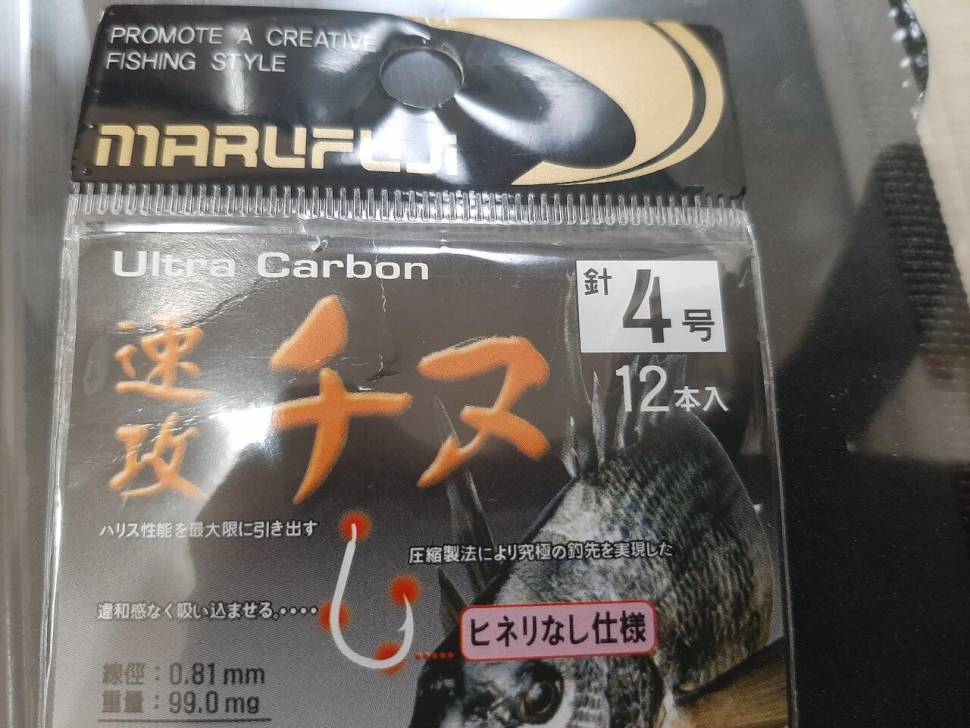 PROMOTE A CREATIVE
FISHING STYLE
MARUFUJI
Ultra Carbon
針4号
12本入
速攻チヌ
ハリス性能を最大限に引き出す
圧縮製法により究極の釣先を実現した
違和感なく吸い込ませる。‥‥
ヒネリなし仕様
線徑：0.81mm
重量：99.0mg